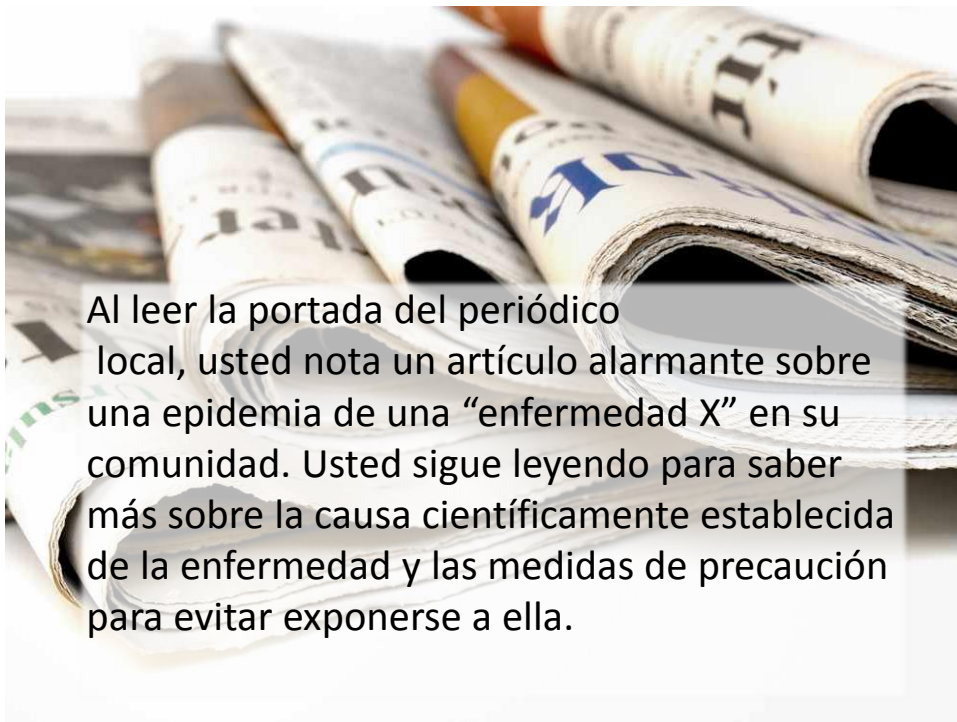 Al leer la portada del periódico
local, usted nota un artículo alarmante sobre
una epidemia de una “enfermedad X” en su
comunidad. Usted sigue leyendo para saber
más sobre la causa científicamente establecida
de la enfermedad y las medidas de precaución
para evitar exponerse a ella.